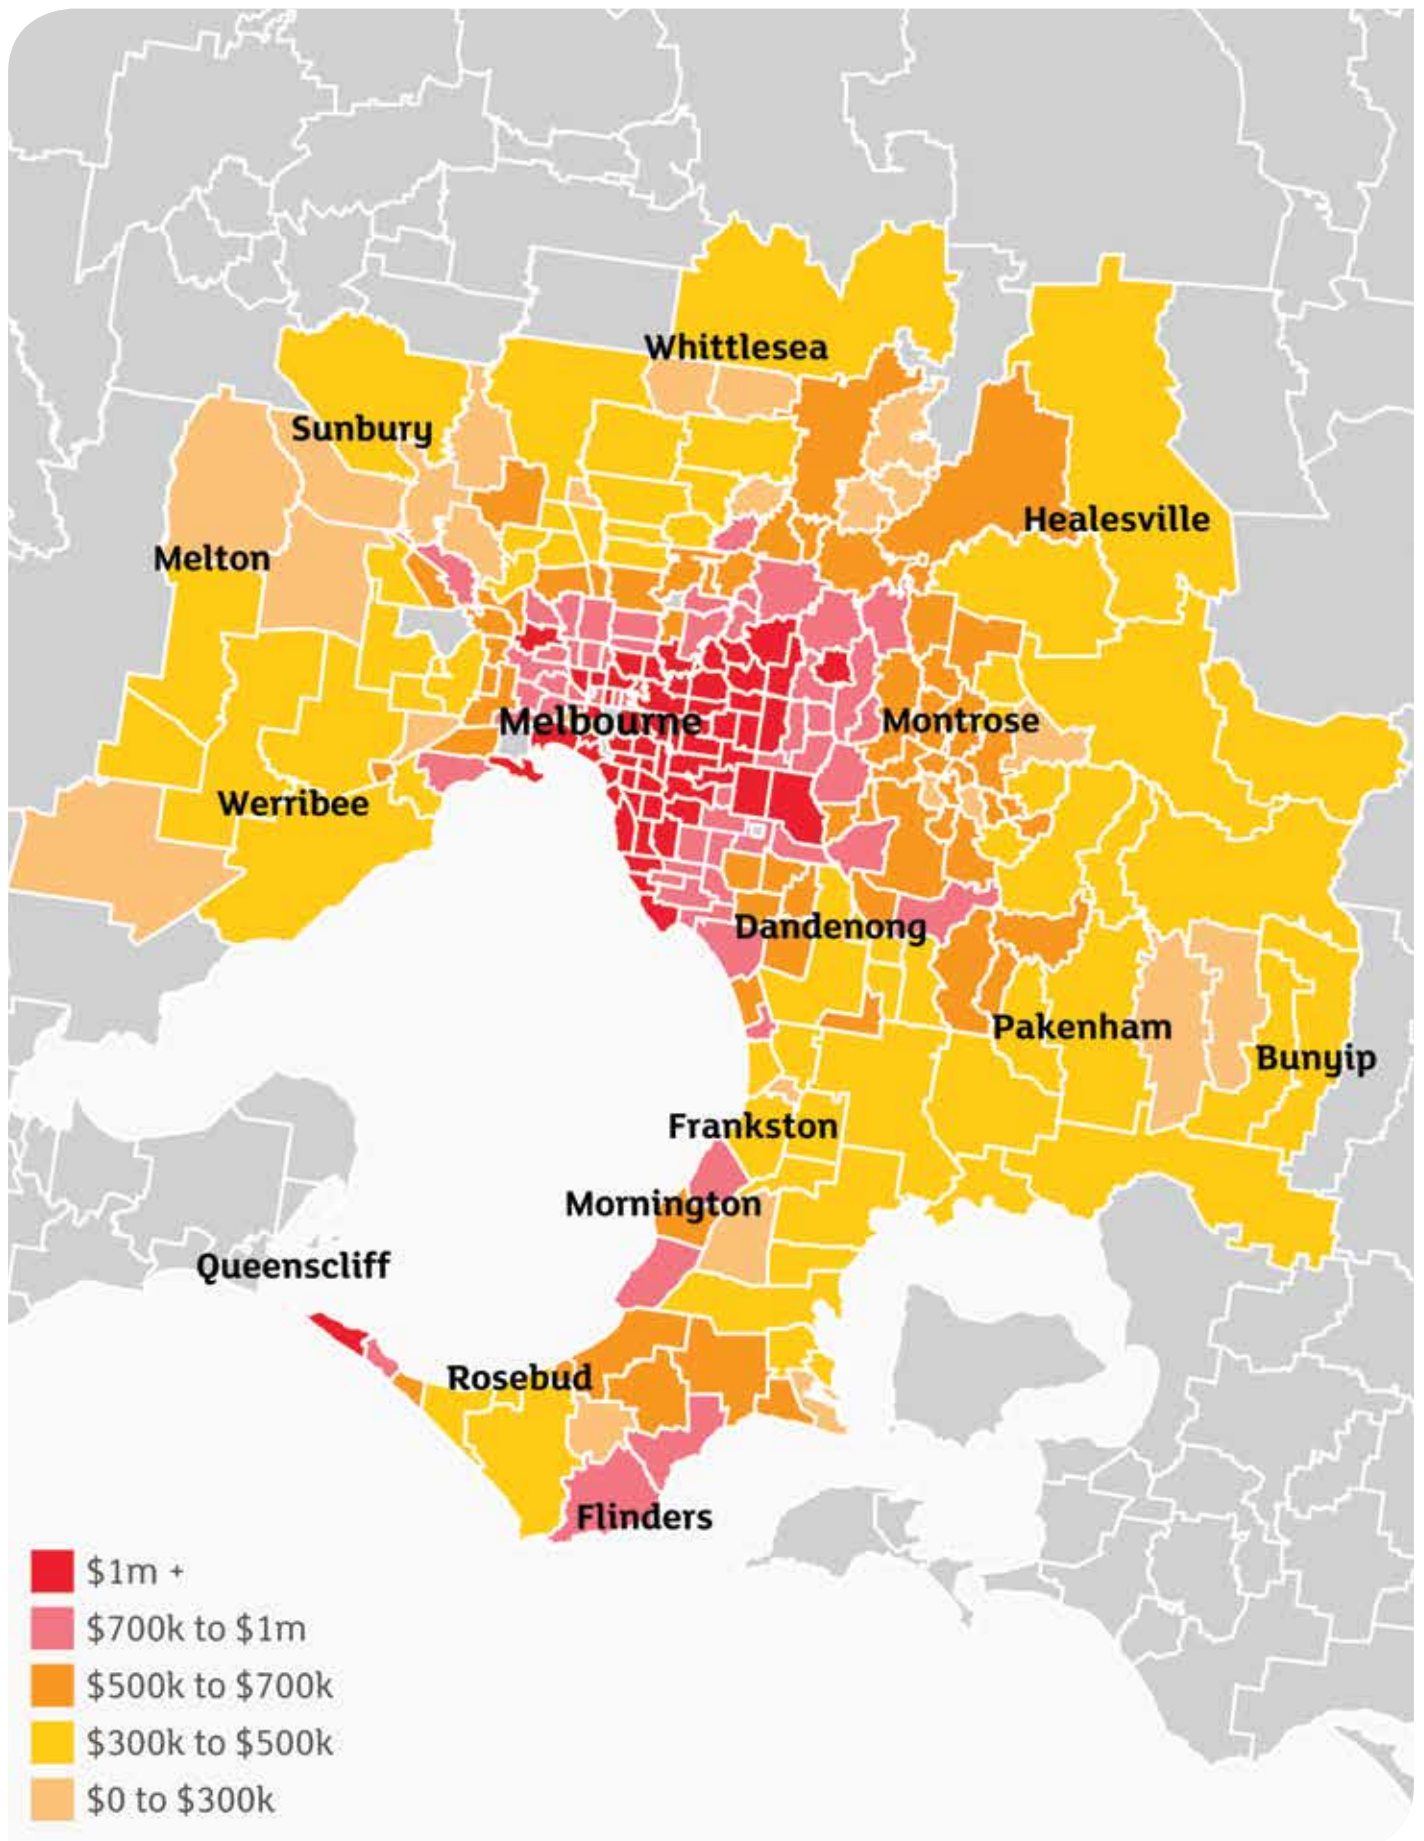 Whittlesea
Sunbury
Healesville
Melton
Melbourne
Montrose
Werribee
Dandenong
Pakenham
Bunyip
Frankston
Mornington
Queenscliff
Rosebud
Flinders
$1m +
$700k to $1m
$500k to $700k
$300k to $500k
$0 to $300k